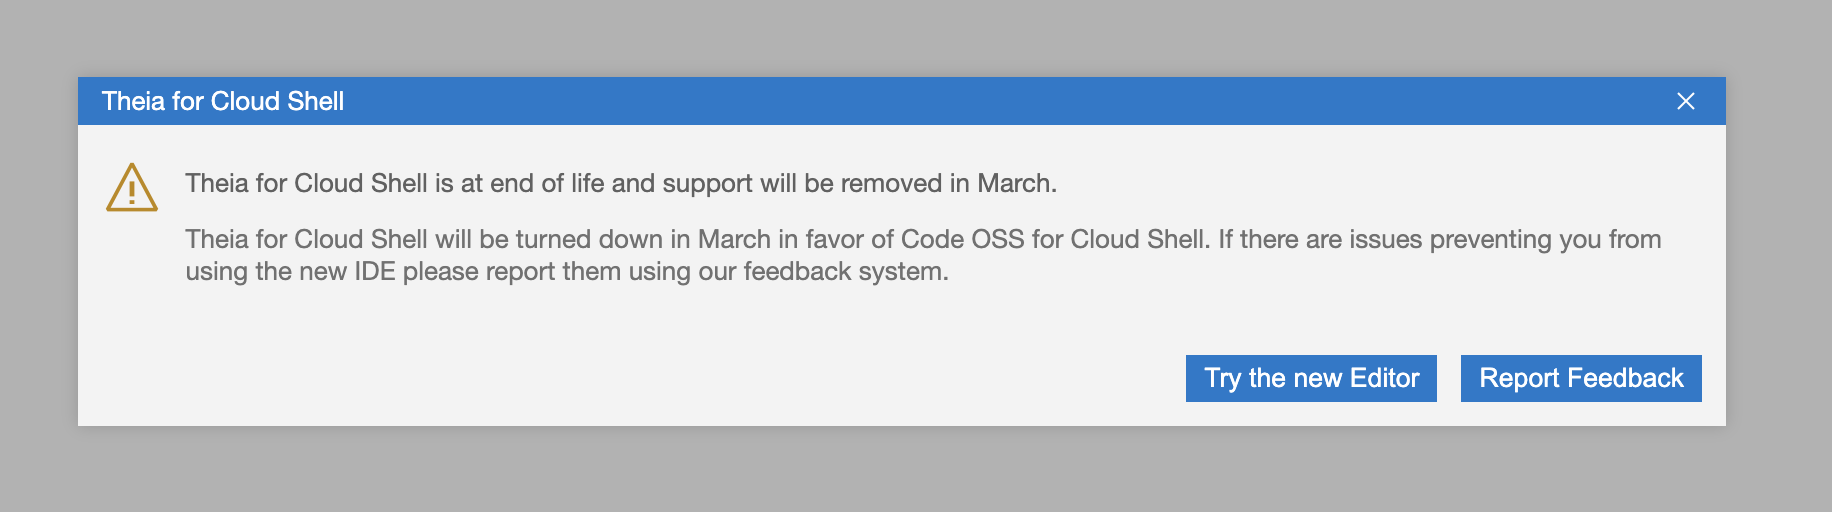 Theia for Cloud Shell
Theia for Cloud Shell is at end of life and support will be removed in March.
Theia for Cloud Shell will be turned down in March in favor of Code OSS for Cloud Shell. If there are issues preventing you from
using the new IDE please report them using our feedback system.
Try the new Editor
Report Feedback